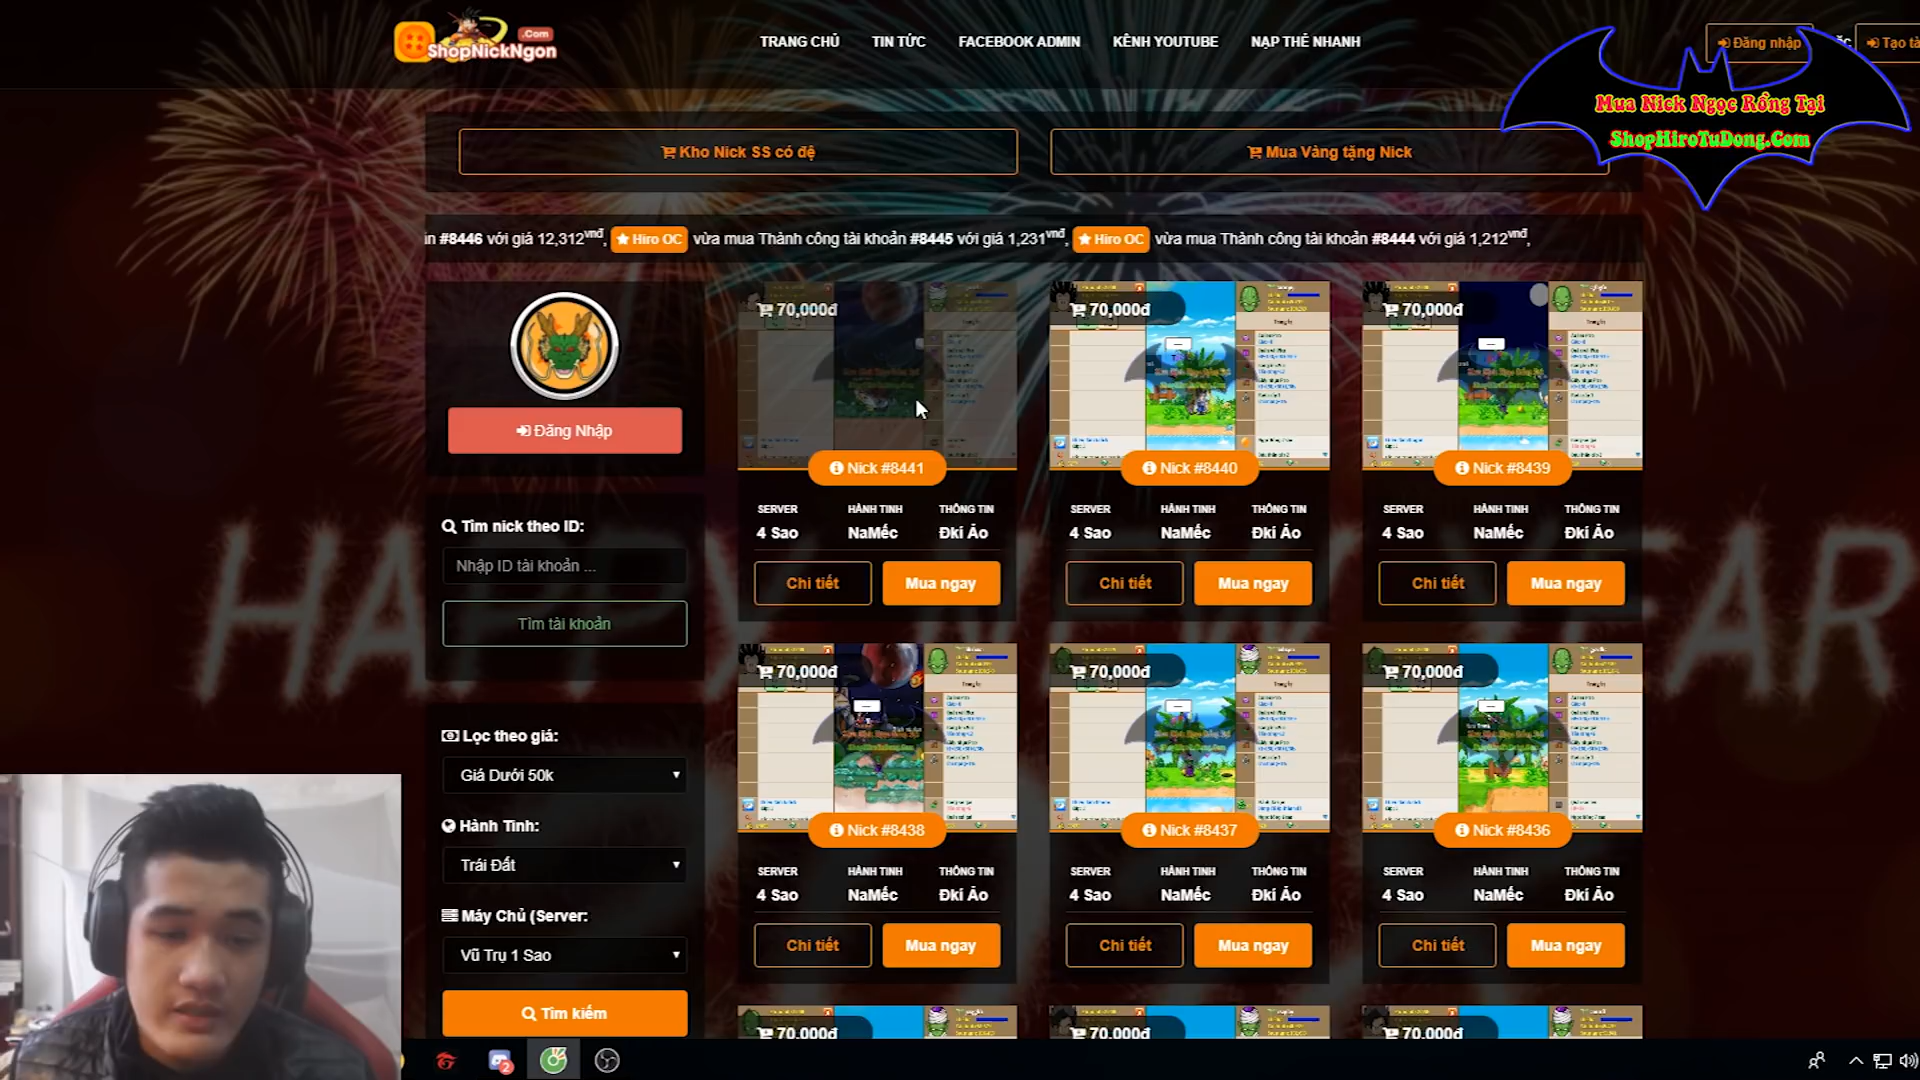 ShopNickNgon
.Com
TRANG CHỦ
TIN TỨC
FACEBOOK ADMIN
KÊNH YOUTUBE
NẠP THẺ NHANH
Đăng nhập
Mua Nick Ngọc Rồng Tại
ShopHiroTuDong.Com
Kho Nick SS có đệ
Mua Vàng tặng Nick
#8446 với giá 12,312vnđ, Hiro OC vừa mua Thành công tài khoản #8445 với giá 1,231vnđ, Hiro OC vừa mua Thành công tài khoản #8444 với giá 1,212vnđ,
Đăng Nhập
Tìm nick theo ID:
Nhập ID tài khoản ...
Tìm tài khoản
Lọc theo giá:
Giá Dưới 50k
Hành Tinh:
Trái Đất
Máy Chủ (Server:
Vũ Trụ 1 Sao
Tìm kiếm
70,000đ
70,000đ
70,000đ
Nick #8441
Nick #8440
Nick #8439
SERVER HÀNH TINH THÔNG TIN
4 Sao NaMếc Đkí Ảo
Chi tiết Mua ngay
SERVER HÀNH TINH THÔNG TIN
4 Sao NaMếc Đkí Ảo
Chi tiết Mua ngay
SERVER HÀNH TINH THÔNG TIN
4 Sao NaMếc Đkí Ảo
Chi tiết Mua ngay
70,000đ
70,000đ
70,000đ
Nick #8438
Nick #8437
Nick #8436
SERVER HÀNH TINH THÔNG TIN
4 Sao NaMếc Đkí Ảo
Chi tiết Mua ngay
SERVER HÀNH TINH THÔNG TIN
4 Sao NaMếc Đkí Ảo
Chi tiết Mua ngay
SERVER HÀNH TINH THÔNG TIN
4 Sao NaMếc Đkí Ảo
Chi tiết Mua ngay
70,000đ
70,000đ
70,000đ
HAPPY NEW YEAR
2